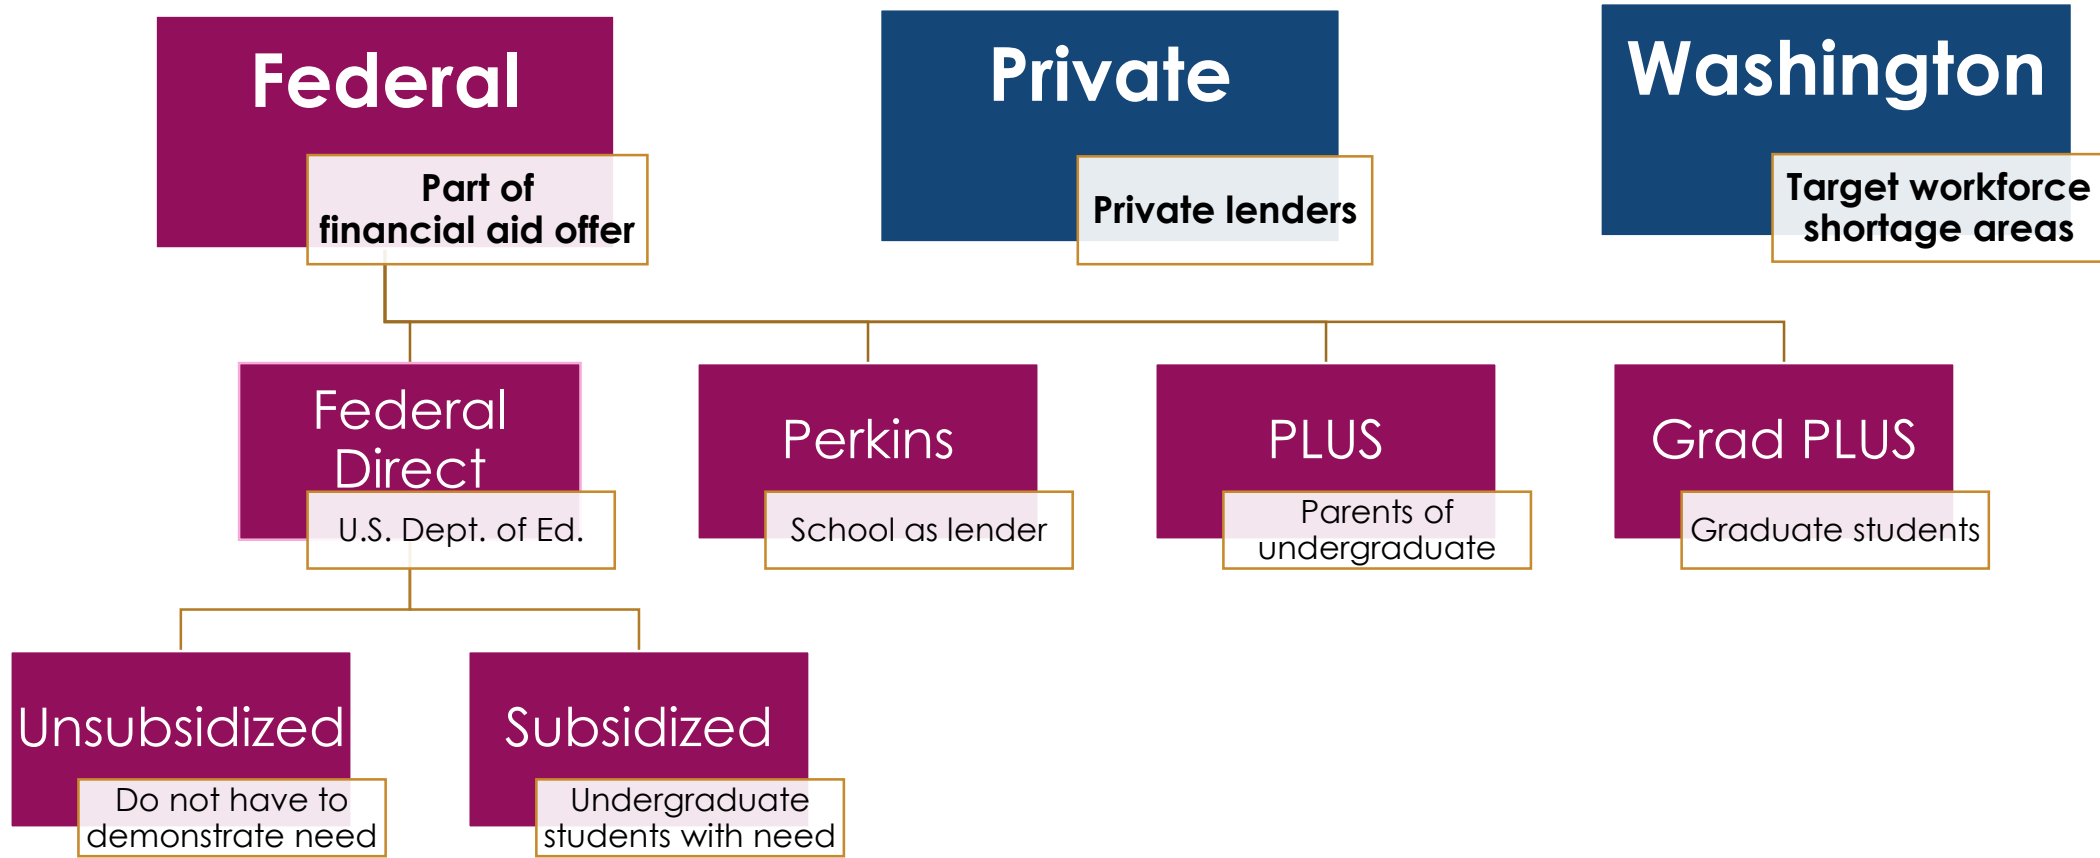 Federal
Part of
financial aid offer
Private
Private lenders
Washington
Target workforce
shortage areas
Federal
Direct
U.S. Dept. of Ed.
Perkins
School as lender
PLUS
Parents of
undergraduate
Grad PLUS
Graduate students
Unsubsidized
Do not have to
demonstrate need
Subsidized
Undergraduate
students with need